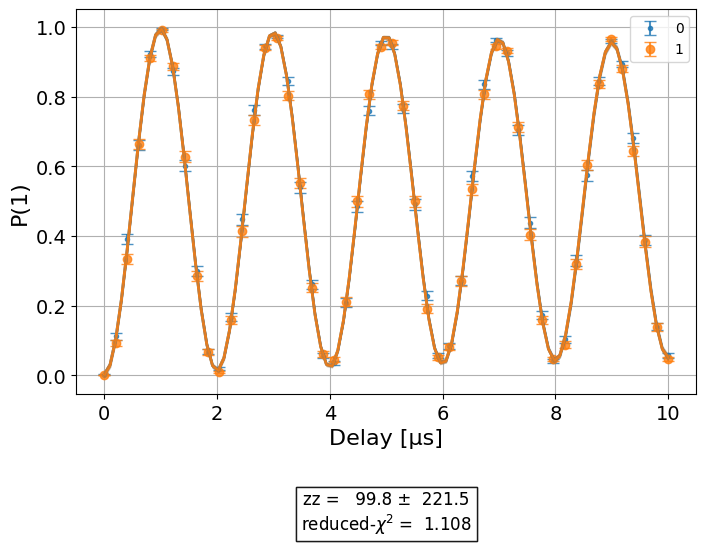 1.0
0.8
0.6
0.4
0.2
0.0
P(1)
0
1
0 2 4 6 8 10
Delay [μs]
zz = 99.8 ± 221.5
reduced-χ² = 1.108